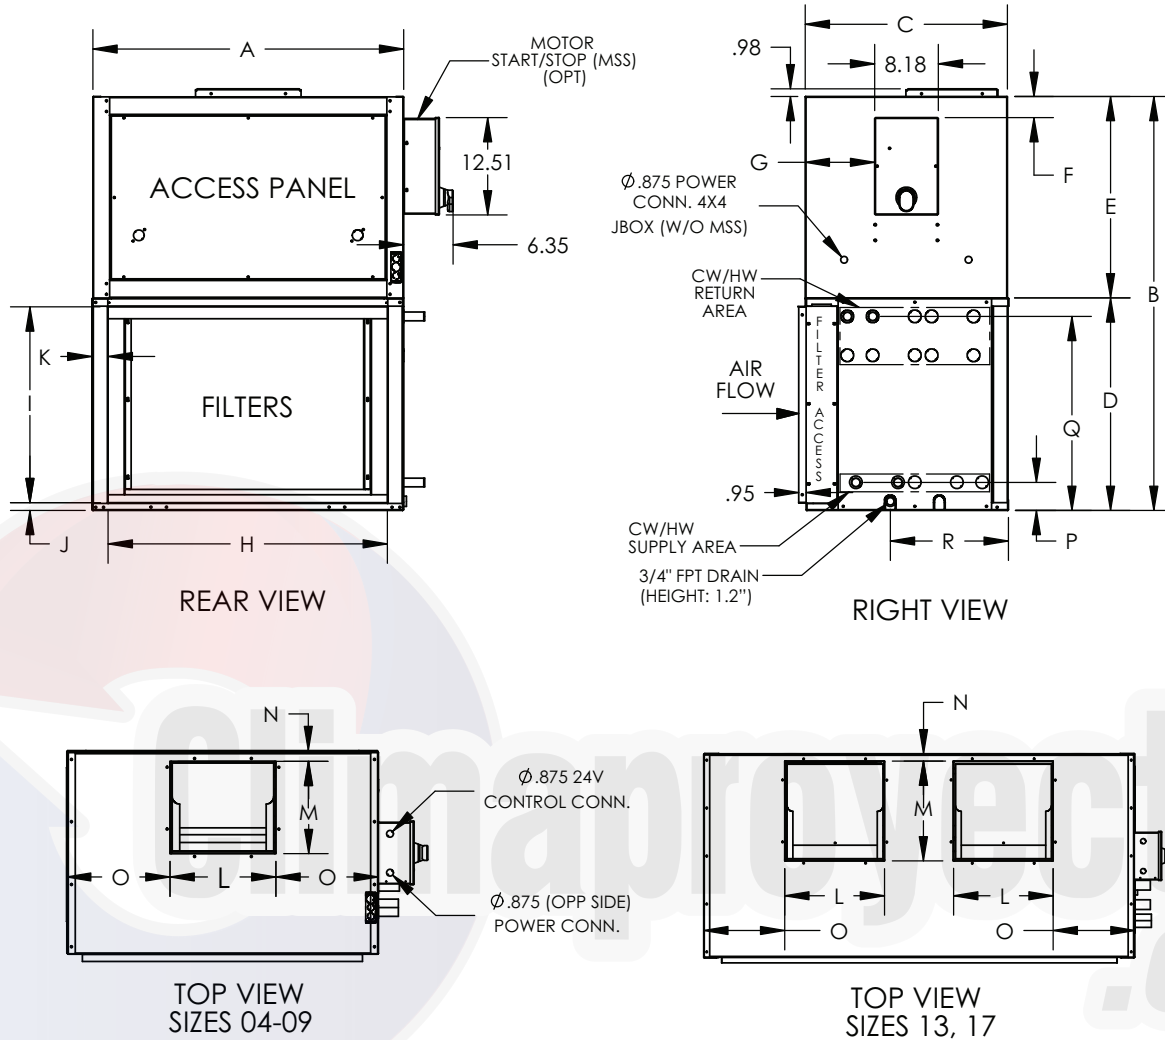 A
MOTOR
START/STOP (MSS)
(OPT)
12.51
6.35
ACCESS PANEL
K
FILTERS
J
H
REAR VIEW
C
.98
8.18
G
F
Ø.875 POWER
CONN. 4X4
JBOX (W/O MSS)
E
B
CW/HW
RETURN
AREA
FILTER ACCESS
AIR
FLOW
D
Q
.95
CW/HW
SUPPLY AREA
R
P
3/4" FPT DRAIN
(HEIGHT: 1.2")
RIGHT VIEW
N
M
O
L
O
Ø.875 24V
CONTROL CONN.
Ø.875 (OPP SIDE)
POWER CONN.
TOP VIEW
SIZES 04-09
N
M
L
L
O
O
TOP VIEW
SIZES 13, 17